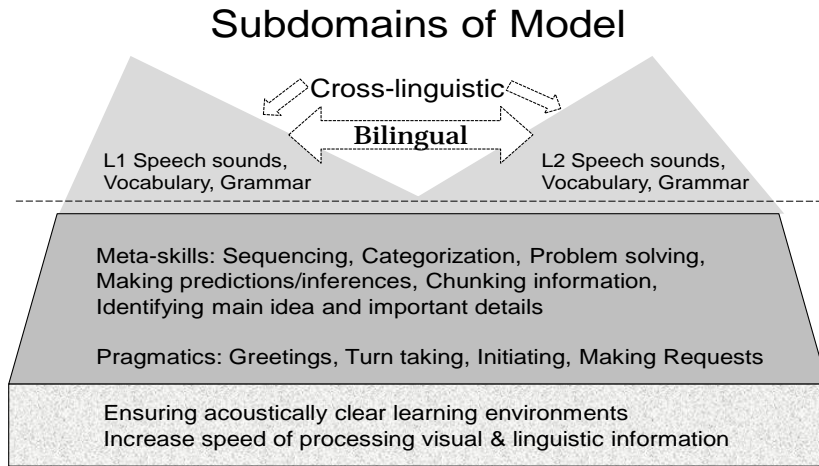 Subdomains of Model
Cross-linguistic
Bilingual
L1 Speech sounds,
Vocabulary, Grammar
L2 Speech sounds,
Vocabulary, Grammar
Meta-skills: Sequencing, Categorization, Problem solving,
Making predictions/inferences, Chunking information,
Identifying main idea and important details
Pragmatics: Greetings, Turn taking, Initiating, Making Requests
Ensuring acoustically clear learning environments
Increase speed of processing visual & linguistic information